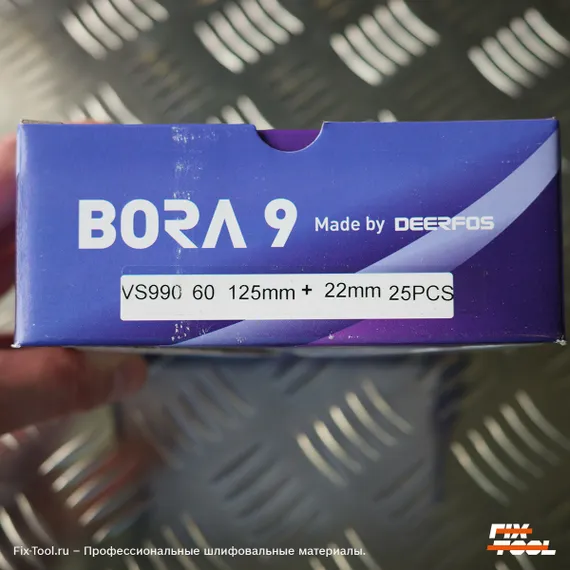 BORA 9 Made by DEERFOS
VS990 60 125mm + 22mm 25PCS
FIX
TOOL
Fix-Tool.ru – Профессиональные шлифовальные материалы.